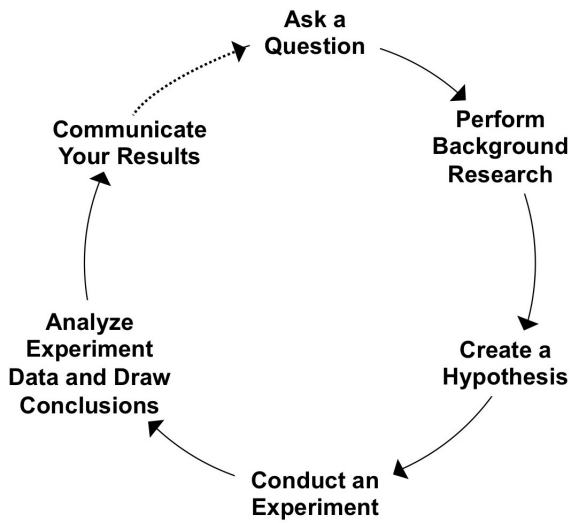 Ask a
Question
Perform
Background
Research
Create a
Hypothesis
Conduct an
Experiment
Analyze
Experiment
Data and Draw
Conclusions
Communicate
Your Results